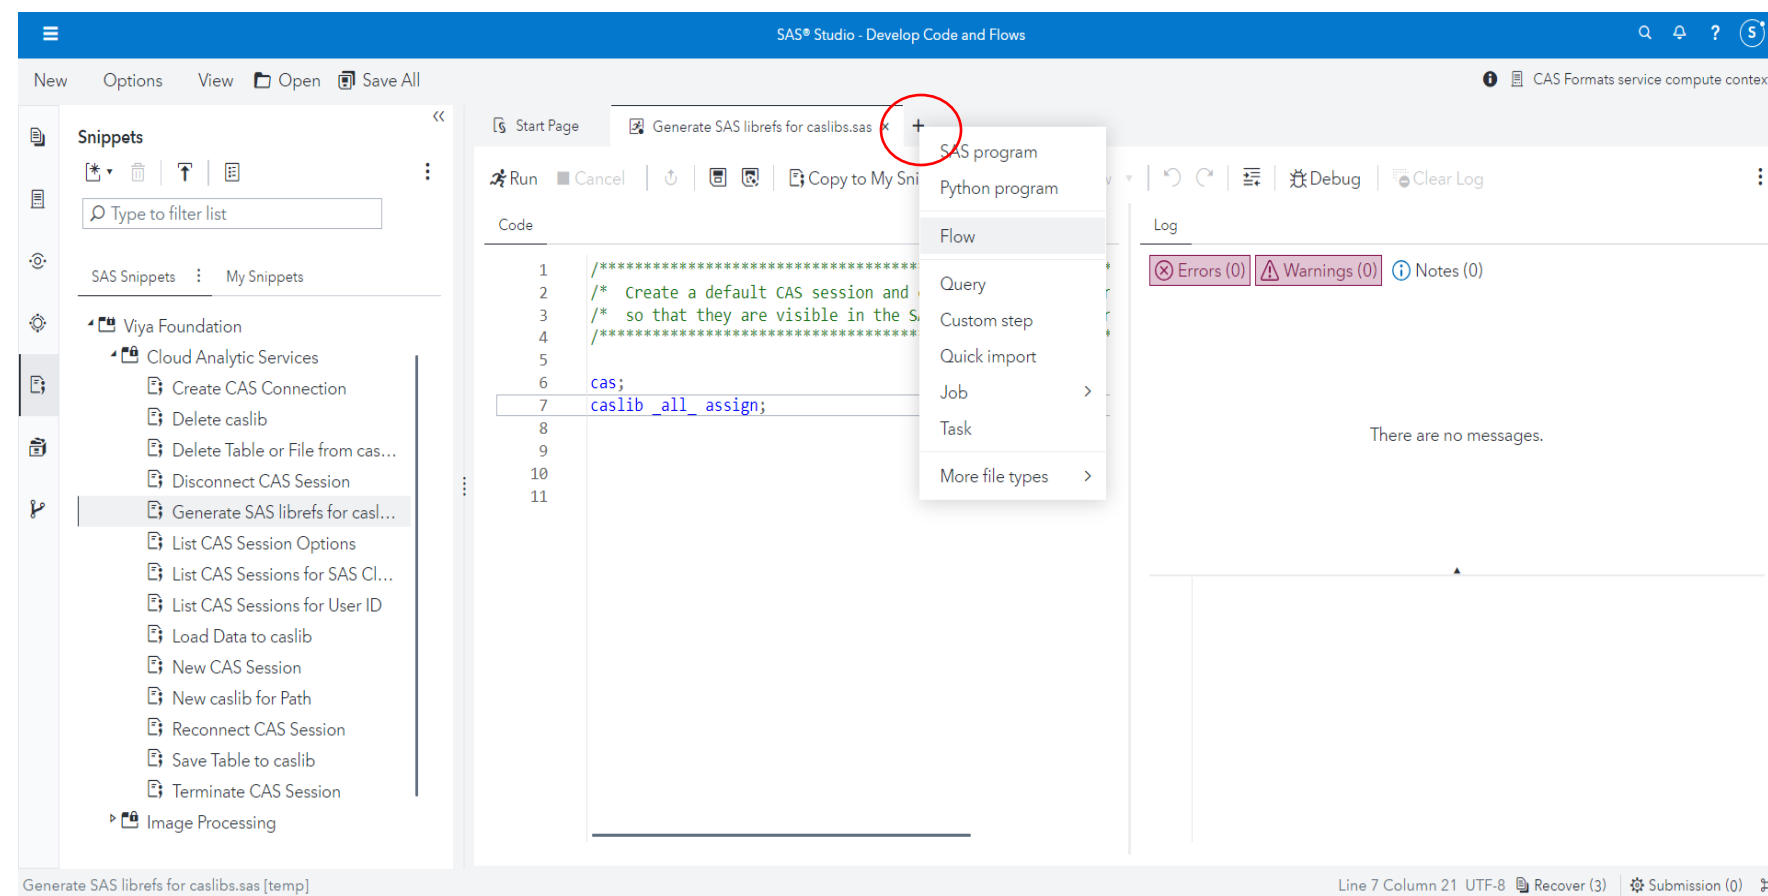 SAS® Studio - Develop Code and Flows
?
S
New Options View Open Save All
CAS Formats service compute contex
Snippets
Type to filter list
SAS Snippets
My Snippets
Viya Foundation
Cloud Analytic Services
Create CAS Connection
Delete caslib
Delete Table or File from cas...
Disconnect CAS Session
Generate SAS librefs for casl...
List CAS Session Options
List CAS Sessions for SAS Cl...
List CAS Sessions for User ID
Load Data to caslib
New CAS Session
New caslib for Path
Reconnect CAS Session
Save Table to caslib
Terminate CAS Session
Image Processing
Start Page
Generate SAS librefs for caslibs.sas × +
Run Cancel Copy to My Sni
Debug Clear Log
Code
1 /************************************
2 /* Create a default CAS session and
3 /* so that they are visible in the
4 /************************************
5
6 cas;
7 caslib _all_ assign;
8
9
10
11
SAS program
Python program
Flow
Query
Custom step
Quick import
Job
Task
More file types
Log
Errors (0) Warnings (0) Notes (0)
There are no messages.
Generate SAS librefs for caslibs.sas [temp]
Line 7 Column 21 UTF-8 Recover (3) Submission (0)